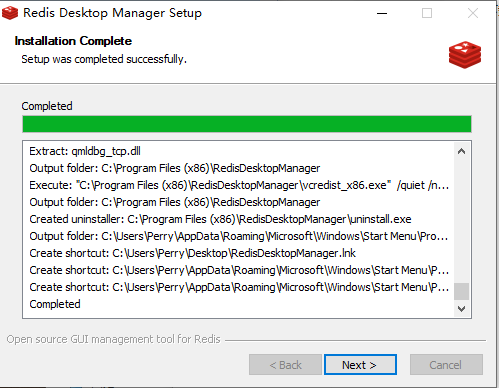 Redis Desktop Manager Setup
Installation Complete
Setup was completed successfully.
Completed
Extract: qmldbg_tcp.dll
Output folder: C:\Program Files (x86)\RedisDesktopManager
Execute: "C:\Program Files (x86)\RedisDesktopManager\vcredist_x86.exe" /quiet /n...
Output folder: C:\Program Files (x86)\RedisDesktopManager
Created uninstaller: C:\Program Files (x86)\RedisDesktopManager\uninstall.exe
Output folder: C:\Users\Perry\AppData\Roaming\Microsoft\Windows\Start Menu\Pro...
Create shortcut: C:\Users\Perry\Desktop\RedisDesktopManager.lnk
Create shortcut: C:\Users\Perry\AppData\Roaming\Microsoft\Windows\Start Menu\P...
Create shortcut: C:\Users\Perry\AppData\Roaming\Microsoft\Windows\Start Menu\P...
Completed
Open source GUI management tool for Redis
< Back
Next >
Cancel